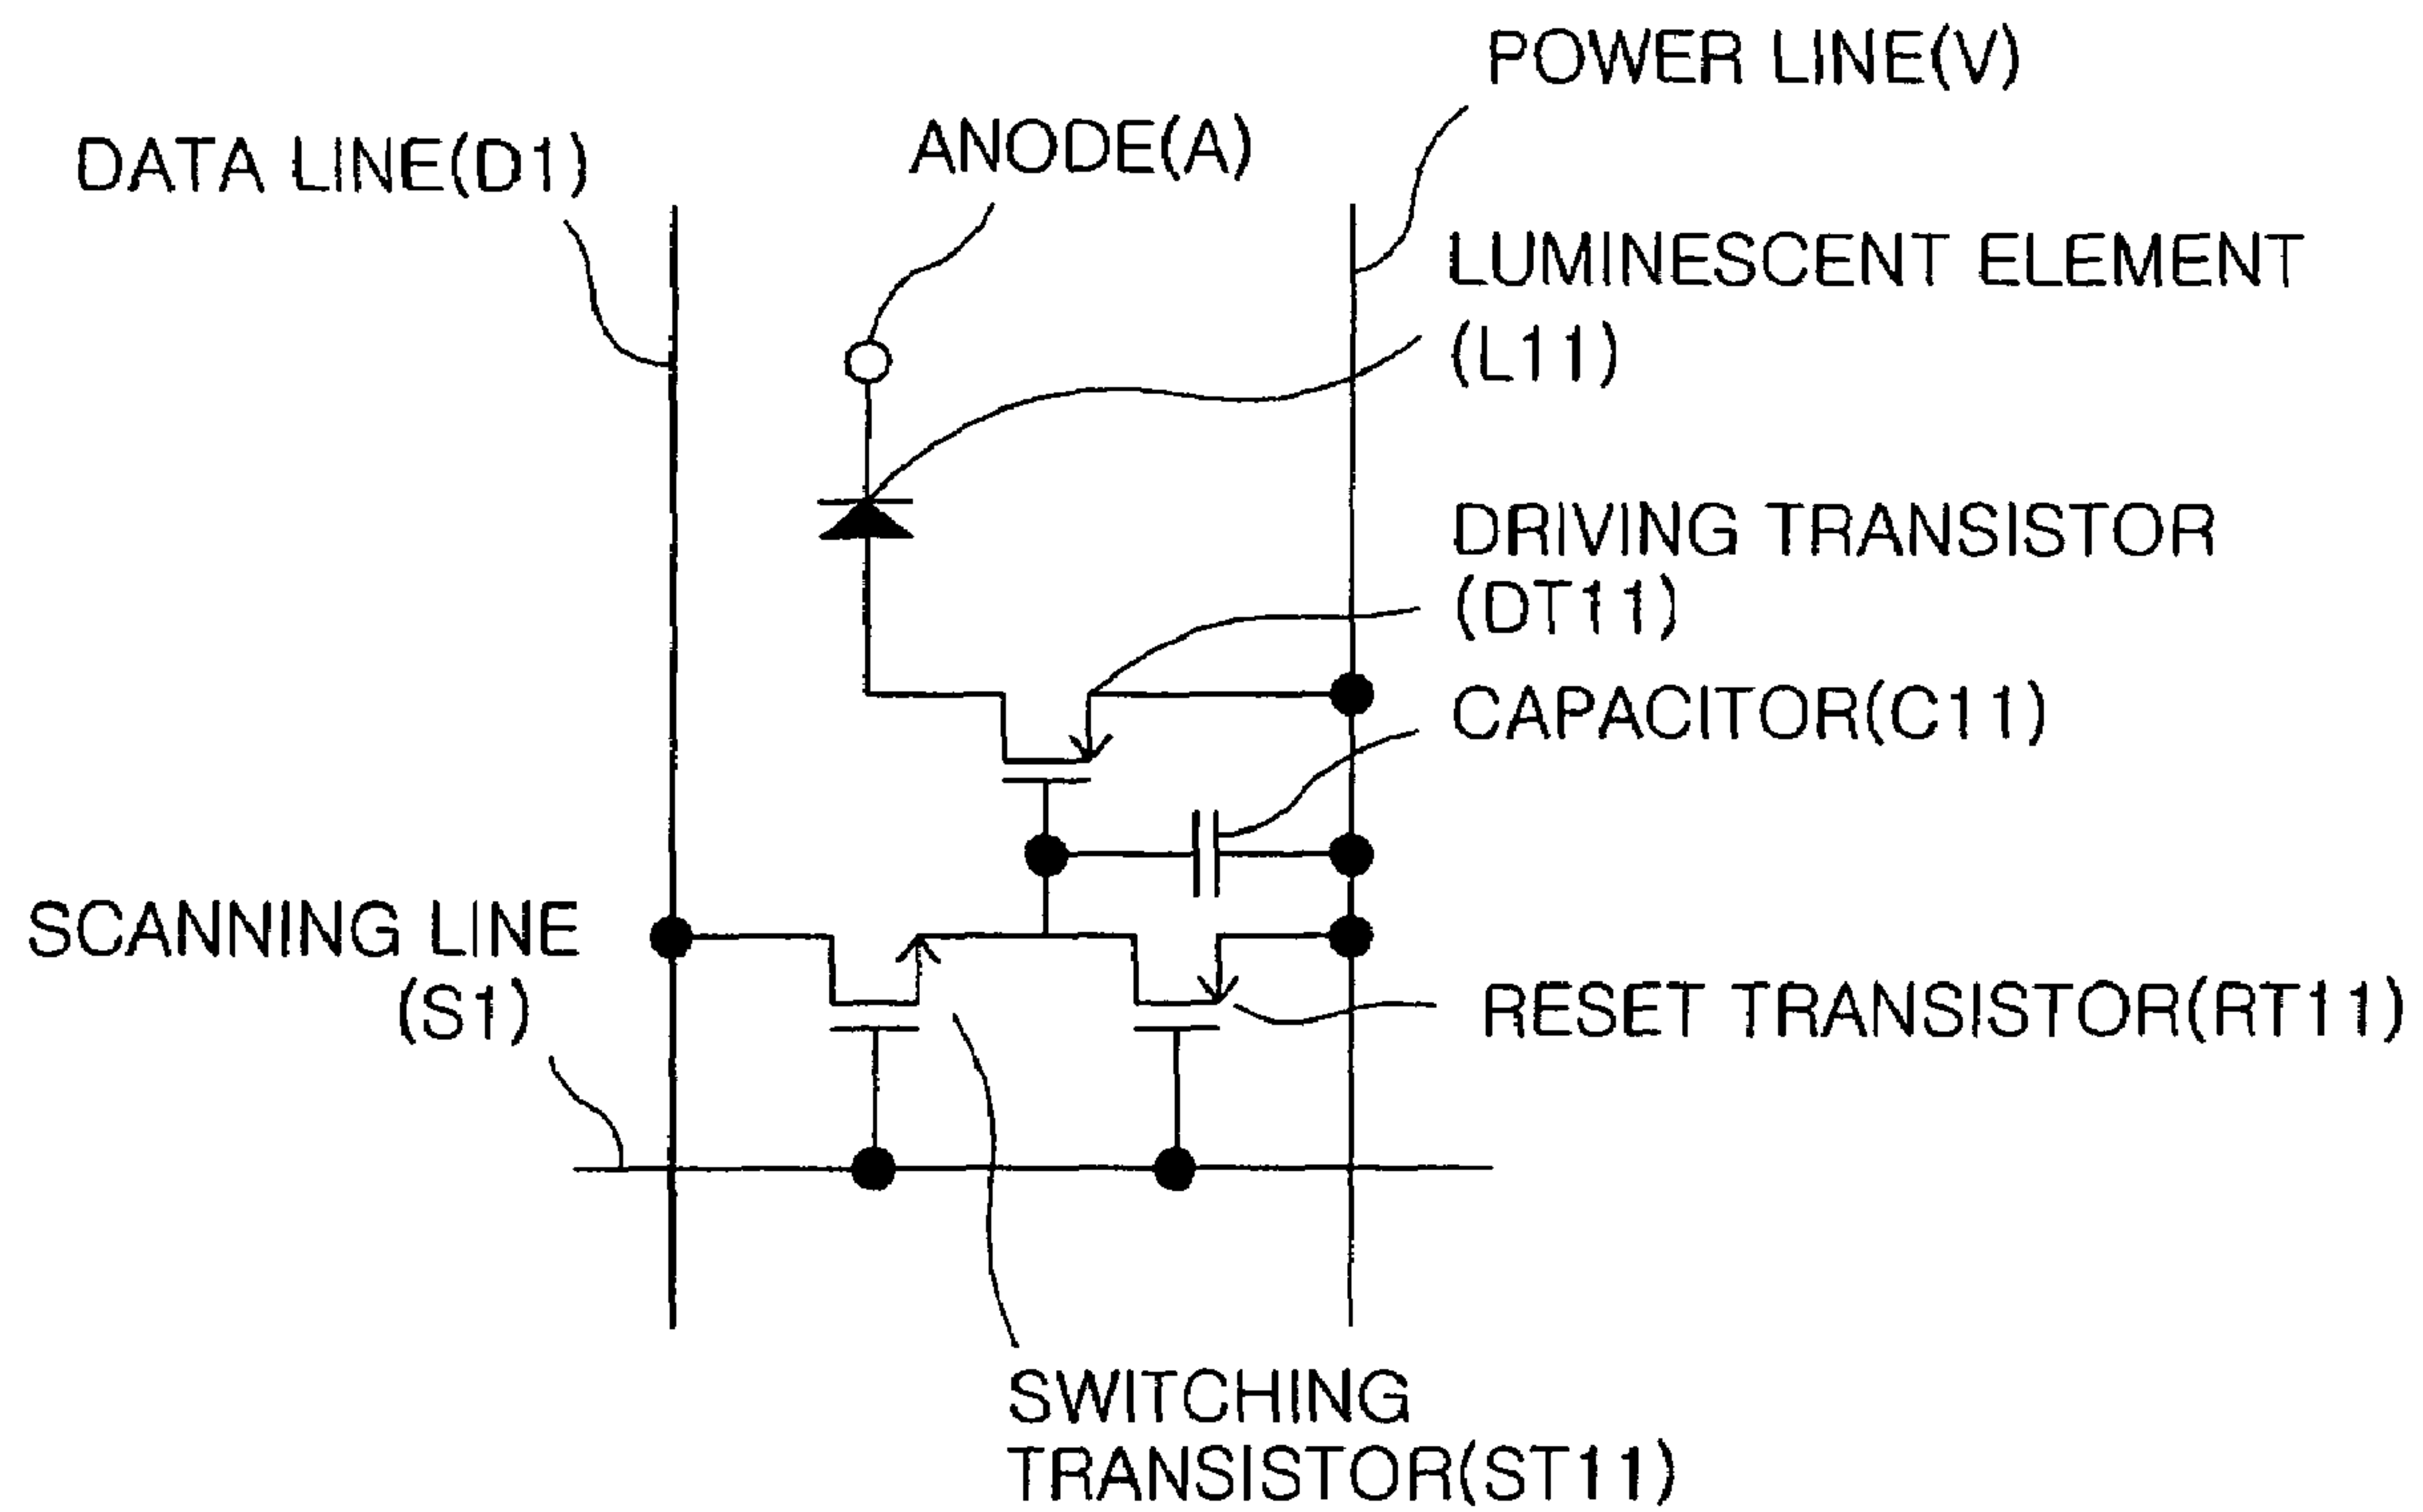 POWER LINE(V)
ANODE(A)
DATA LINE(D1)
LUMINESCENT ELEMENT
(L11)
DRIVING TRANSISTOR
(DT11)
CAPACITOR(C11)
SCANNING LINE
(S1)
RESET TRANSISTOR(RT11)
SWITCHING
TRANSISTOR(ST11)